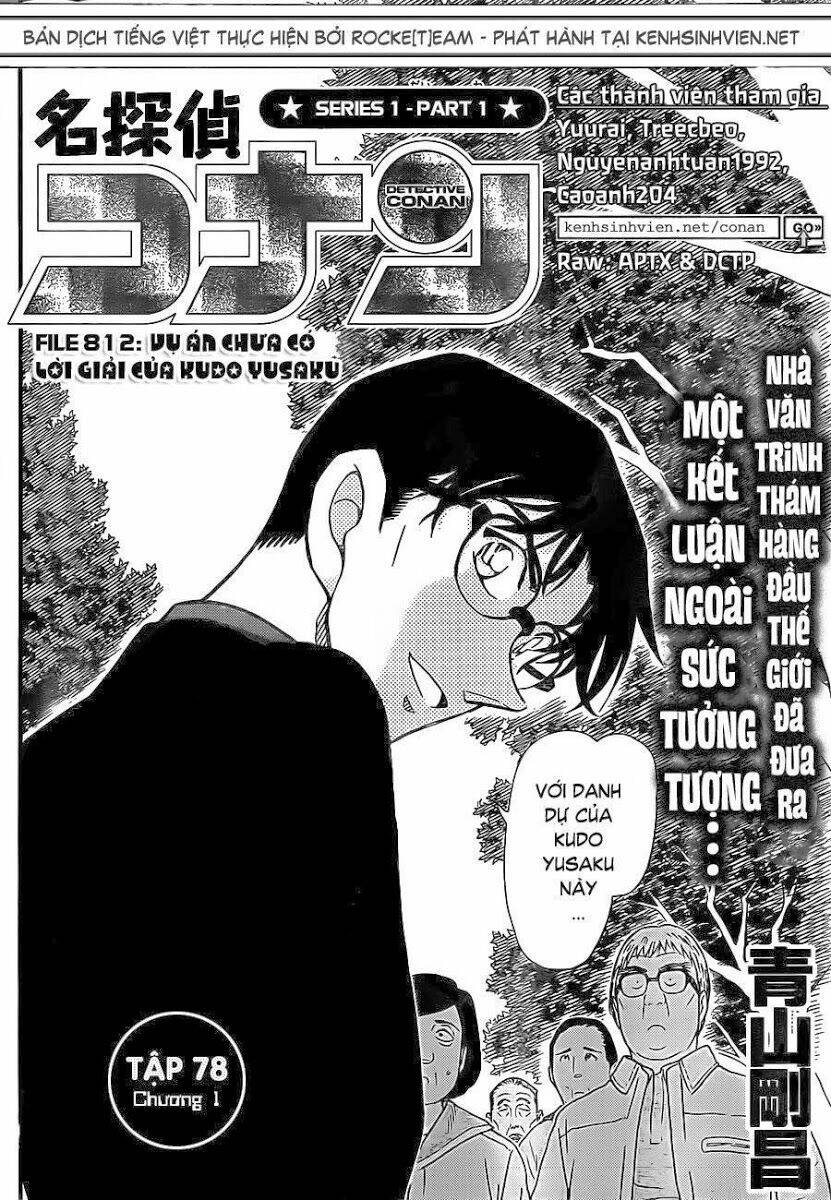 BẢN DỊCH TIẾNG VIỆT THỰC HIỆN BỞI ROCKE[T]EAM - PHÁT HÀNH TẠI KENHSINHVIEN.NET
名探偵
★ SERIES 1 - PART 1 ★
コナン
DETECTIVE
CONAN
Các thành viên tham gia
Yuurai, Treecbeo,
Nguyenanhtuan1992,
Caoanh204
kenhsinhvien.net/conan
GO»
Raw: APTX & DCTP
FILE 812: VỤ ÁN CHƯA CÓ
LỜI GIẢI CỦA KUDO YUSAKU
NHÀ
VĂN
TRINH
THÁM
HÀNG
ĐẦU
THẾ
GIỚI
ĐÃ
ĐƯA
RA
MỘT
KẾT
LUẬN
NGOÀI
SỨC
TƯỞNG
TƯỢNG.....
VỚI DANH
DỰ CỦA
KUDO
YUSAKU
NÀY
...
青山剛昌
TẬP 78
Chương 1